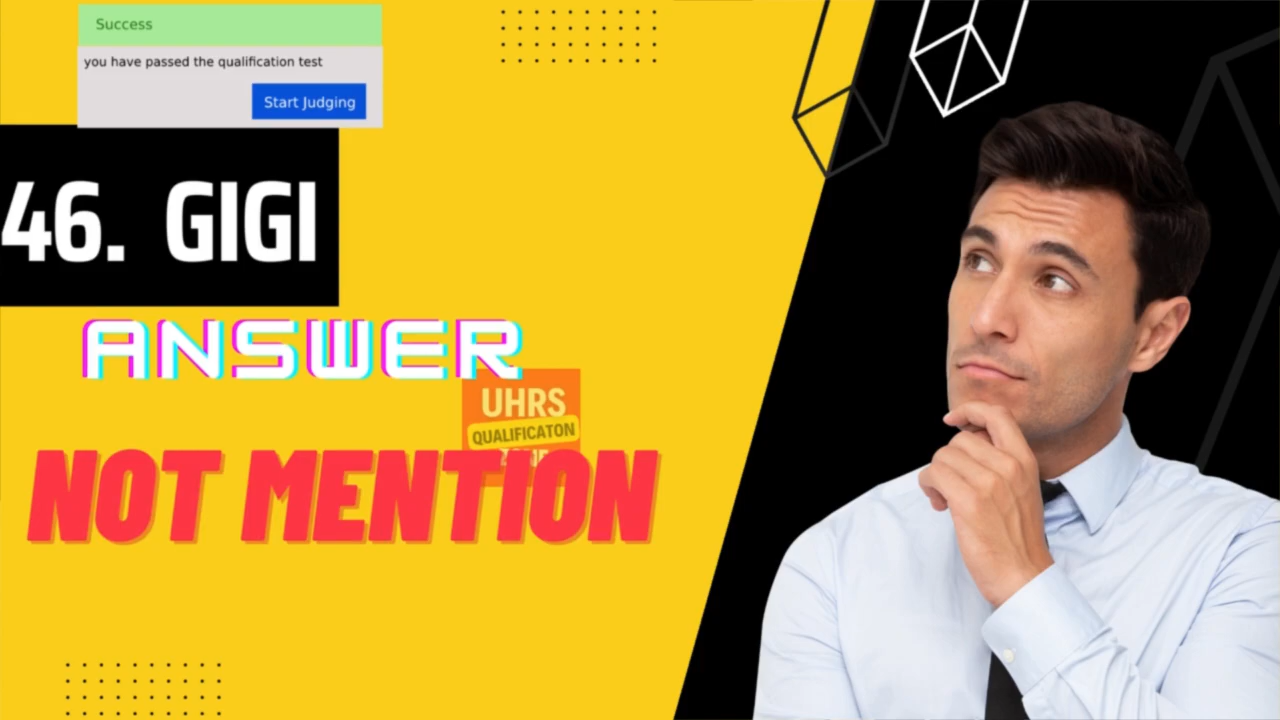 Success
you have passed the qualification test
Start Judging
46. GIGI
ANSWER
UHRS
QUALIFICATON
NOT MENTION